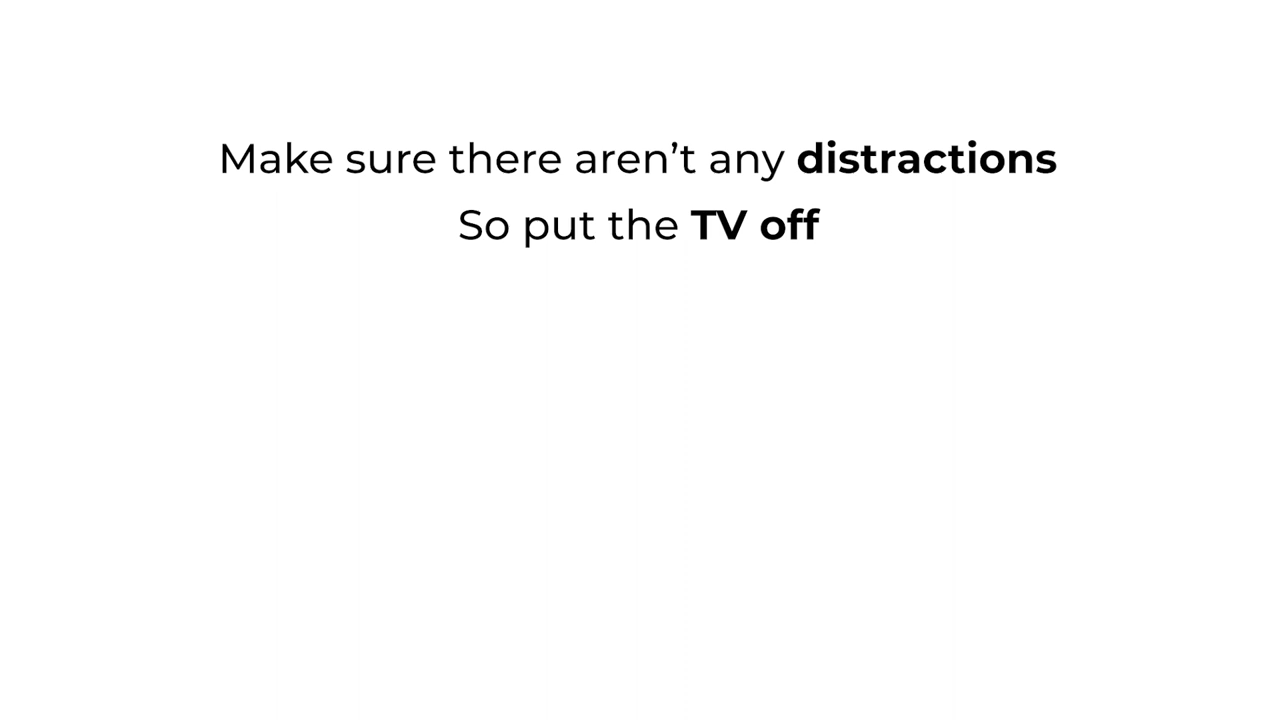 Make sure there aren’t any distractions
So put the TV off